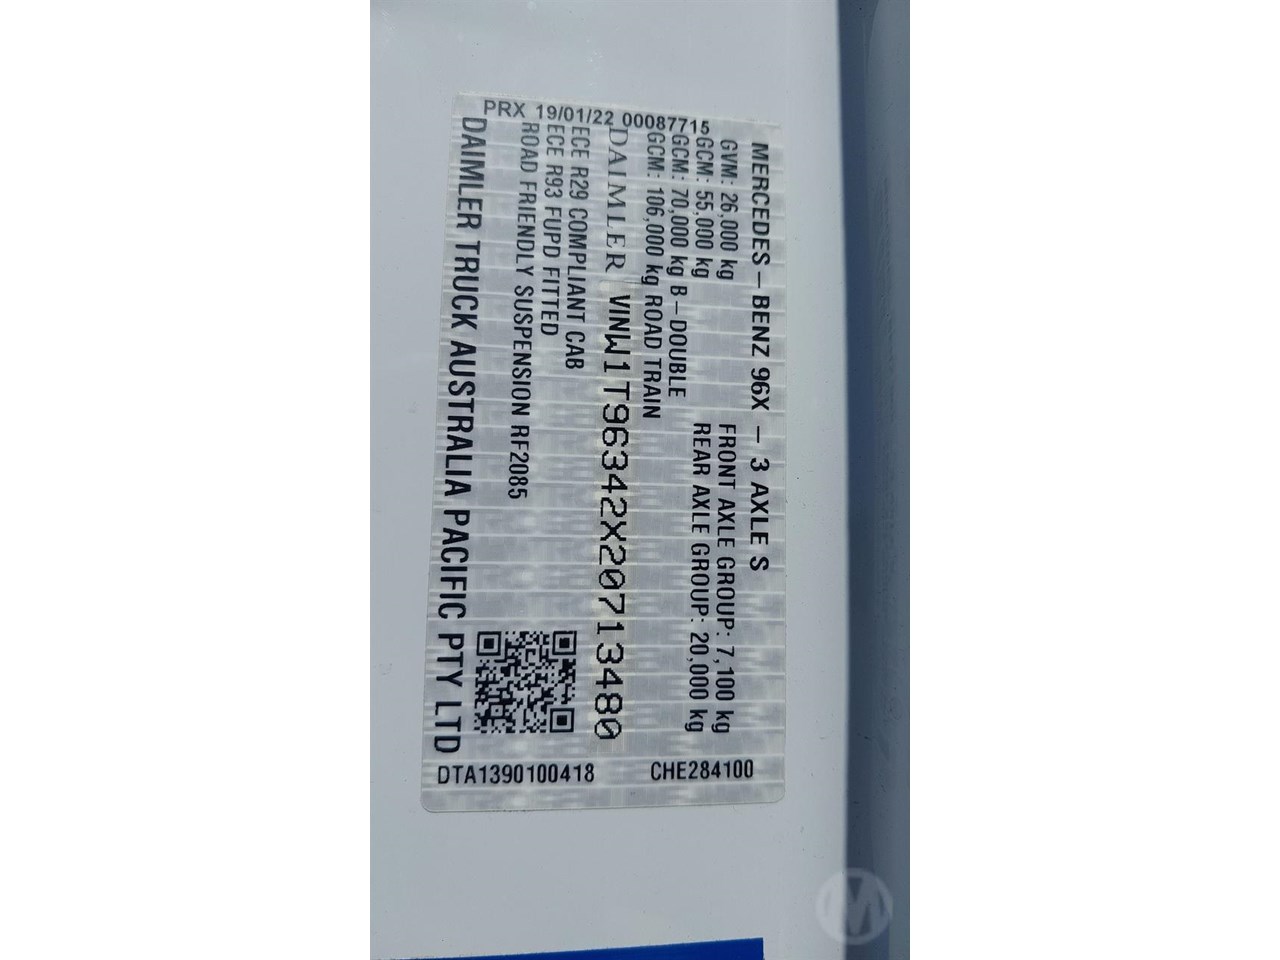 MERCEDES – BENZ 96X – 3 AXLE S
GVM: 26,000 kg FRONT AXLE GROUP: 7,100 kg
GCM: 55,000 kg REAR AXLE GROUP: 20,000 kg
GCM: 70,000 kg B–DOUBLE
GCM: 106,000 kg ROAD TRAIN
DAIMLER VINW1T96342X20713480
ECE R29 COMPLIANT CAB
ECE R93 FUPD FITTED
ROAD FRIENDLY SUSPENSION RF2085
DAIMLER TRUCK AUSTRALIA PACIFIC PTY LTD
PRX 19/01/22 00087715
DTA1390100418 CHE284100
M